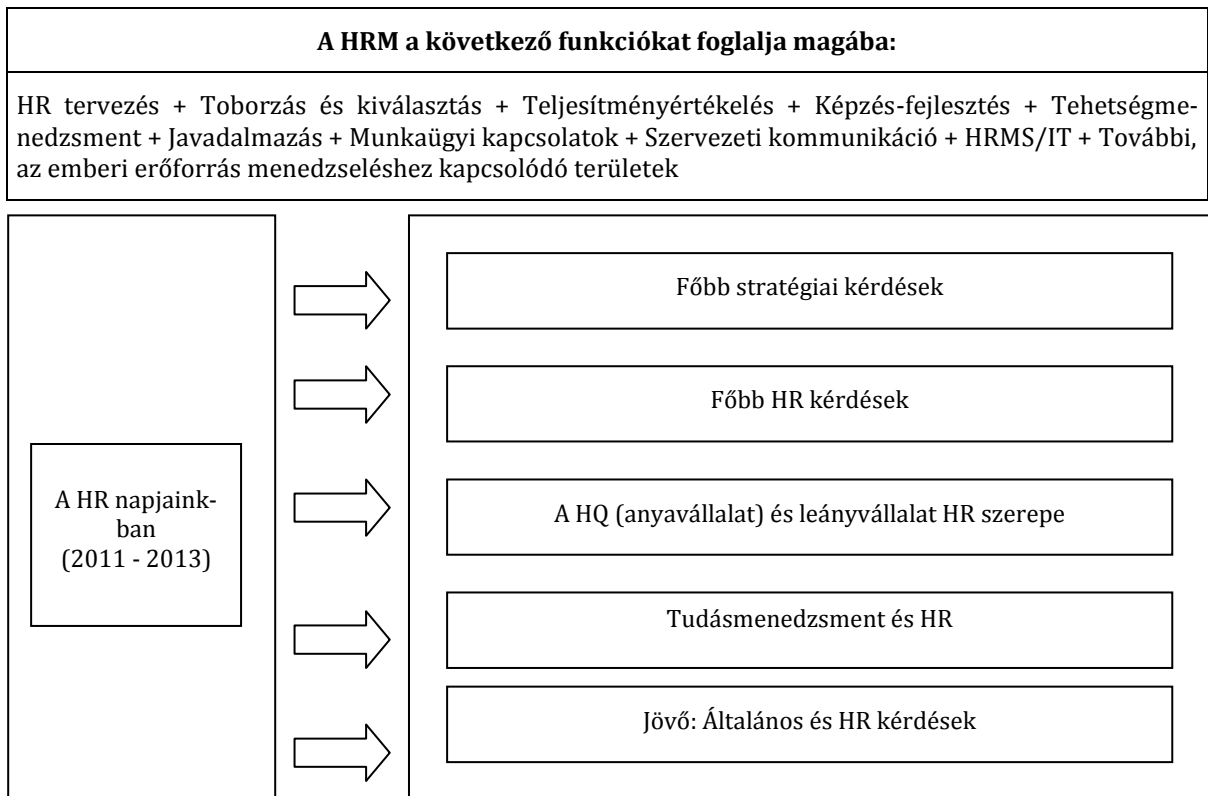 A HRM a következő funkciókat foglalja magába:
HR tervezés + Toborzás és kiválasztás + Teljesítményértékelés + Képzés-fejlesztés + Tehetségme-
nedzsment + Javadalmazás + Munkaügyi kapcsolatok + Szervezeti kommunikáció + HRMS/IT + További,
az emberi erőforrás menedzseléshez kapcsolódó területek
A HR napjaink-
ban
(2011 - 2013)
Főbb stratégiai kérdések
Főbb HR kérdések
A HQ (anyavállalat) és leányvállalat HR szerepe
Tudásmenedzsment és HR
Jövő: Általános és HR kérdések